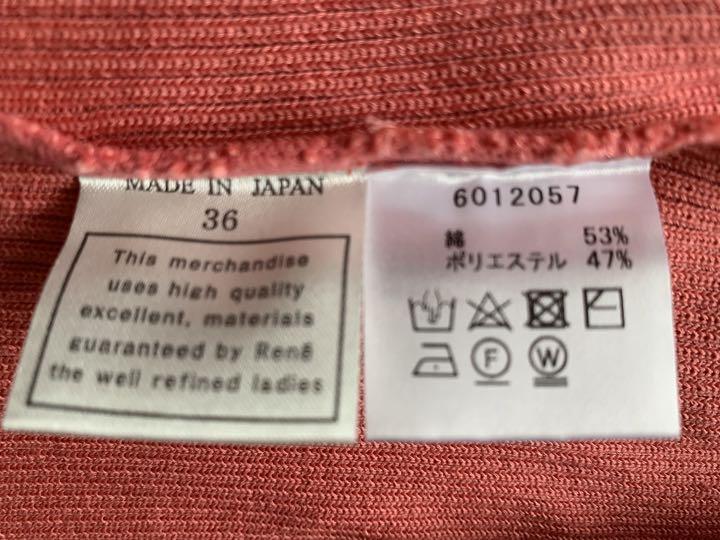 MADE IN JAPAN
36
This merchandise
uses high quality
excellent, materials
guaranteed by René
the well refined ladies
6012057
綿 53%
ポリエステル 47%
F W